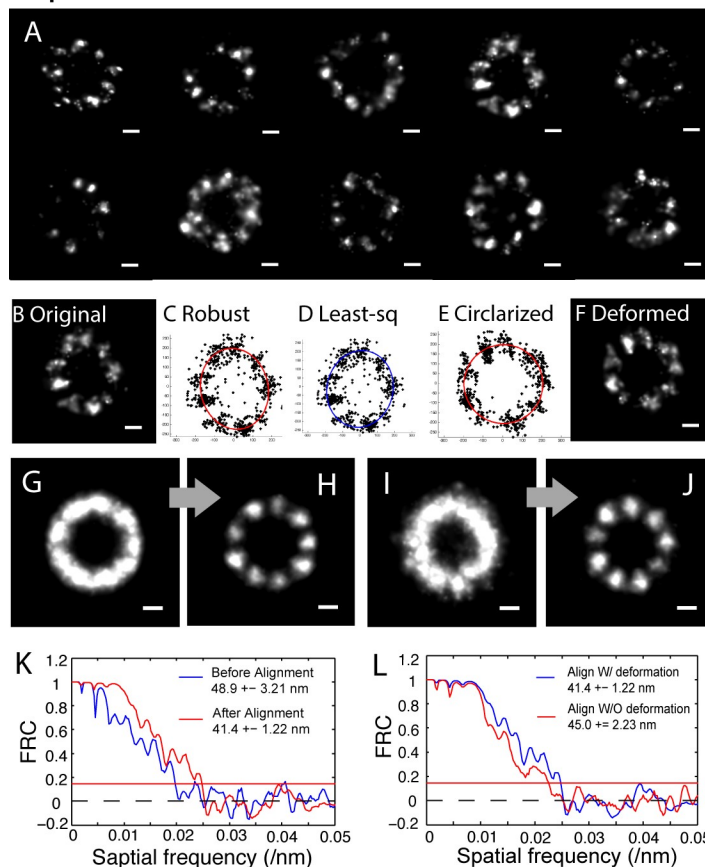 A
B Original
C Robust
D Least-sq
E Circlarized
F Deformed
G
H
I
J
K
1.2
1
0.8
0.6
0.4
0.2
0
−0.2
FRC
Before Alignment
48.9 +− 3.21 nm
After Alignment
41.4 +− 1.22 nm
0 0.01 0.02 0.03 0.04 0.05
Saptial frequency (/nm)
L
1.2
1
0.8
0.6
0.4
0.2
0
−0.2
FRC
Align W/ deformation
41.4 +− 1.22 nm
Align W/O deformation
45.0 += 2.23 nm
0 0.01 0.02 0.03 0.04 0.05
Spatial frequency (/nm)